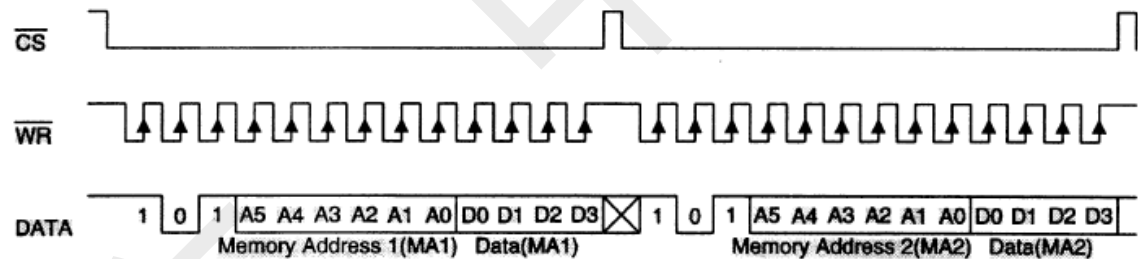 CS
WR
DATA 1 0 1 A5 A4 A3 A2 A1 A0 D0 D1 D2 D3 1 0 1 A5 A4 A3 A2 A1 A0 D0 D1 D2 D3
Memory Address 1(MA1) Data(MA1) Memory Address 2(MA2) Data(MA2)